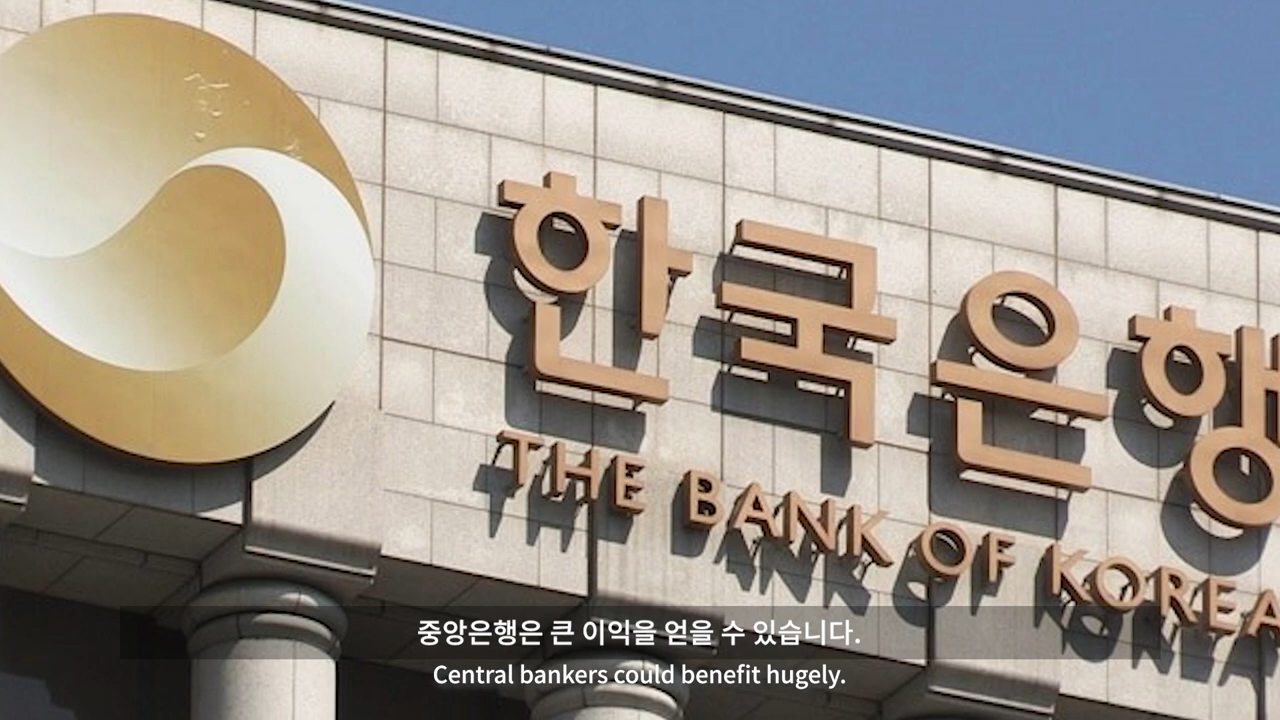 한국은행
THE BANK OF KOREA
중앙은행은 큰 이익을 얻을 수 있습니다.
Central bankers could benefit hugely.